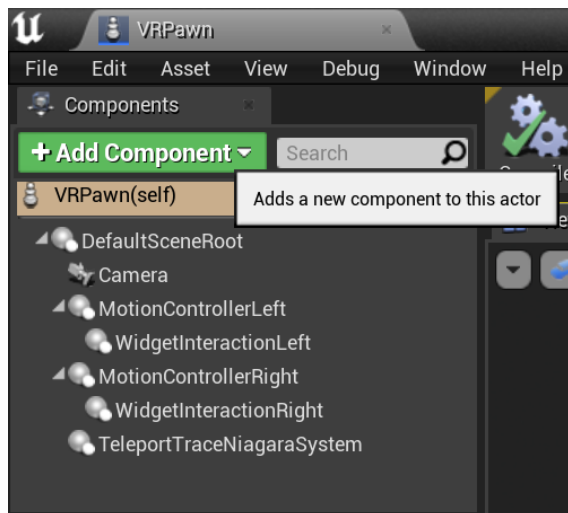 VRPawn
File Edit Asset View Debug Window Help
Components
+ Add Component
Search
VRPawn(self)
Adds a new component to this actor
DefaultSceneRoot
Camera
MotionControllerLeft
WidgetInteractionLeft
MotionControllerRight
WidgetInteractionRight
TeleportTraceNiagaraSystem